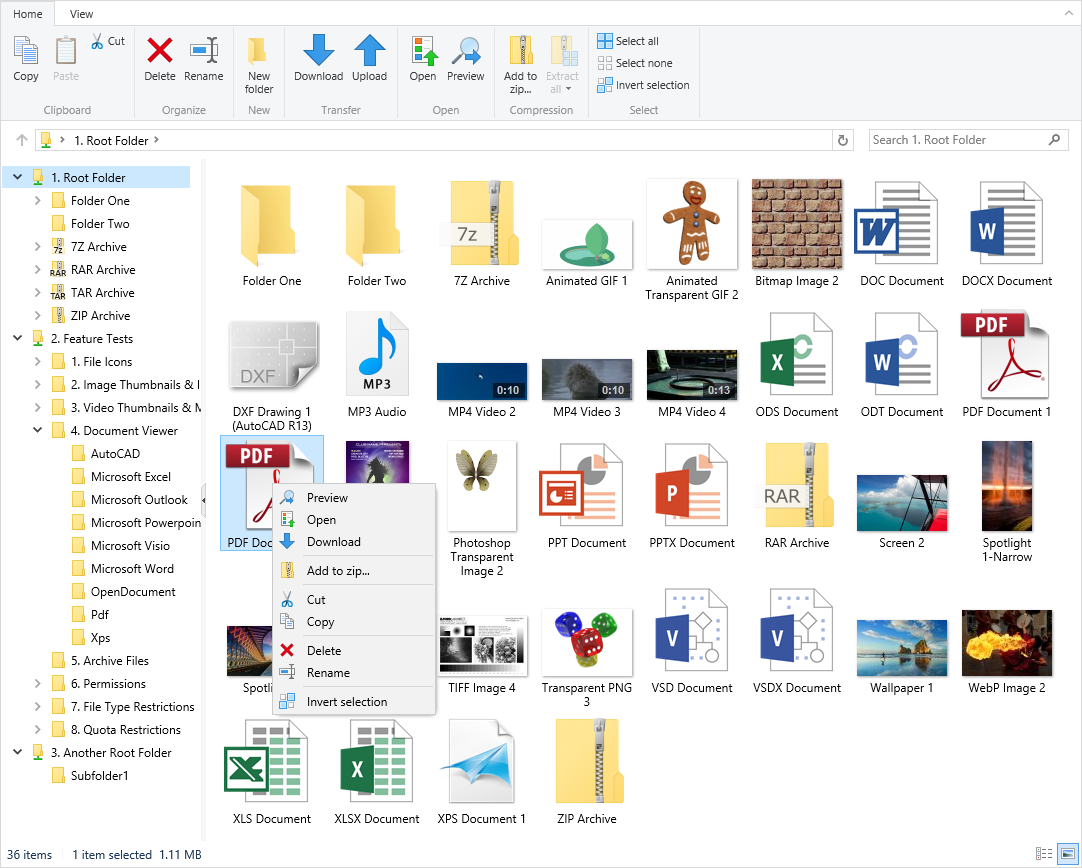 Home View
Copy
Paste
Cut
Clipboard
Delete
Rename
Organize
New
folder
New
Download
Upload
Transfer
Open
Preview
Open
Add to
zip...
Extract
all
Compression
Select all
Select none
Invert selection
Select
1. Root Folder
Search 1. Root Folder
1. Root Folder
Folder One
Folder Two
7Z Archive
RAR Archive
TAR Archive
ZIP Archive
2. Feature Tests
1. File Icons
2. Image Thumbnails & I
3. Video Thumbnails & M
4. Document Viewer
AutoCAD
Microsoft Excel
Microsoft Outlook
Microsoft Powerpoin
Microsoft Visio
Microsoft Word
OpenDocument
Pdf
Xps
5. Archive Files
6. Permissions
7. File Type Restrictions
8. Quota Restrictions
3. Another Root Folder
Subfolder1
7z
W
W
Folder One
Folder Two
7Z Archive
Animated GIF 1
Animated
Transparent GIF 2
Bitmap Image 2
DOC Document
DOCX Document
DXF
MP3
0:10
0:10
0:13
X
W
PDF
DXF Drawing 1
(AutoCAD R13)
MP3 Audio
MP4 Video 2
MP4 Video 3
MP4 Video 4
ODS Document
ODT Document
PDF Document 1
PDF
CLUB NAME PRESENTS
P
RAR
PDF Doc
Photoshop
Transparent
Image 2
PPT Document
PPTX Document
RAR Archive
Screen 2
Spotlight
1-Narrow
Preview
Open
Download
Add to zip...
Cut
Copy
Delete
Rename
Invert selection
V
V
Spotli
TIFF Image 4
Transparent PNG
3
VSD Document
VSDX Document
Wallpaper 1
WebP Image 2
X
X
XLS Document
XLSX Document
XPS Document 1
ZIP Archive
36 items 1 item selected 1.11 MB